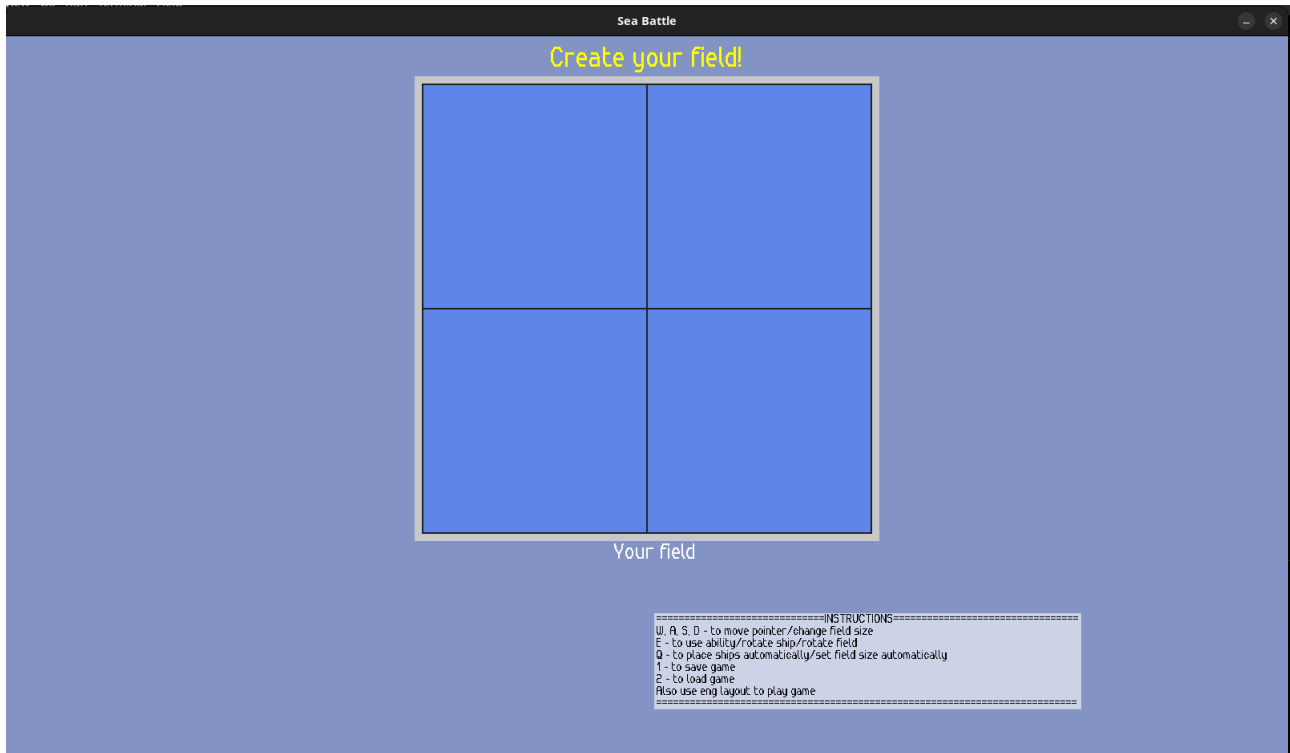 Sea Battle
Create your field!
Your field
==============================INSTRUCTIONS=================================
W, A, S, D - to move pointer/change field size
E - to use ability/rotate ship/rotate field
Q - to place ships automatically/set field size automatically
1 - to save game
2 - to load game
Also use eng layout to play game
===========================================================================